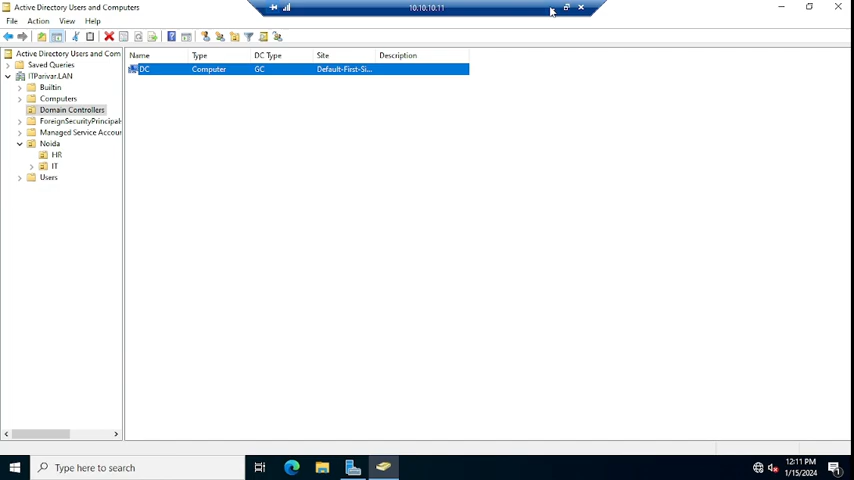 Active Directory Users and Computers
10.10.10.11
File Action View Help
Active Directory Users and Com
Saved Queries
ITParivar.LAN
Builtin
Computers
Domain Controllers
ForeignSecurityPrincipals
Managed Service Accour
Noida
HR
IT
Users
Name Type DC Type Site Description
DC Computer GC Default-First-Si...
Type here to search
12:11 PM
1/15/2024
1